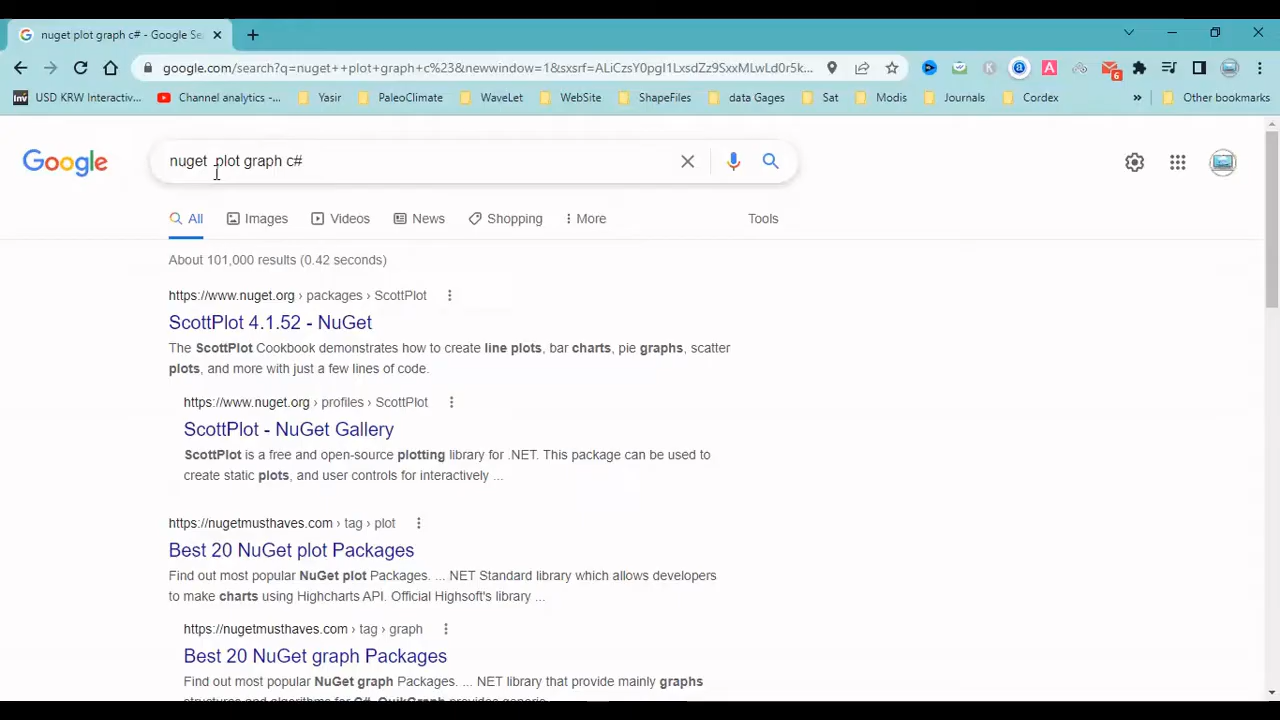 nuget plot graph c# - Google Se
google.com/search?q=nuget++plot+graph+c%23&newwindow=1&sxsrf=ALiCzsY0pgI1LxsdZz9SxxMLwLd0r5k...
6
Inv USD KRW Interactiv... Channel analytics -... Yasir PaleoClimate WaveLet WebSite ShapeFiles data Gages Sat Modis Journals Cordex » Other bookmarks
Google
nuget plot graph c#
All Images Videos News Shopping More Tools
About 101,000 results (0.42 seconds)
https://www.nuget.org › packages › ScottPlot
ScottPlot 4.1.52 - NuGet
The ScottPlot Cookbook demonstrates how to create line plots, bar charts, pie graphs, scatter
plots, and more with just a few lines of code.
https://www.nuget.org › profiles › ScottPlot
ScottPlot - NuGet Gallery
ScottPlot is a free and open-source plotting library for .NET. This package can be used to
create static plots, and user controls for interactively ...
https://nugetmusthaves.com › tag › plot
Best 20 NuGet plot Packages
Find out most popular NuGet plot Packages. ... NET Standard library which allows developers
to make charts using Highcharts API. Official Highsoft's library ...
https://nugetmusthaves.com › tag › graph
Best 20 NuGet graph Packages
Find out most popular NuGet graph Packages. ... NET library that provide mainly graphs
structures and algorithms for C#. QuikGraph provides generic